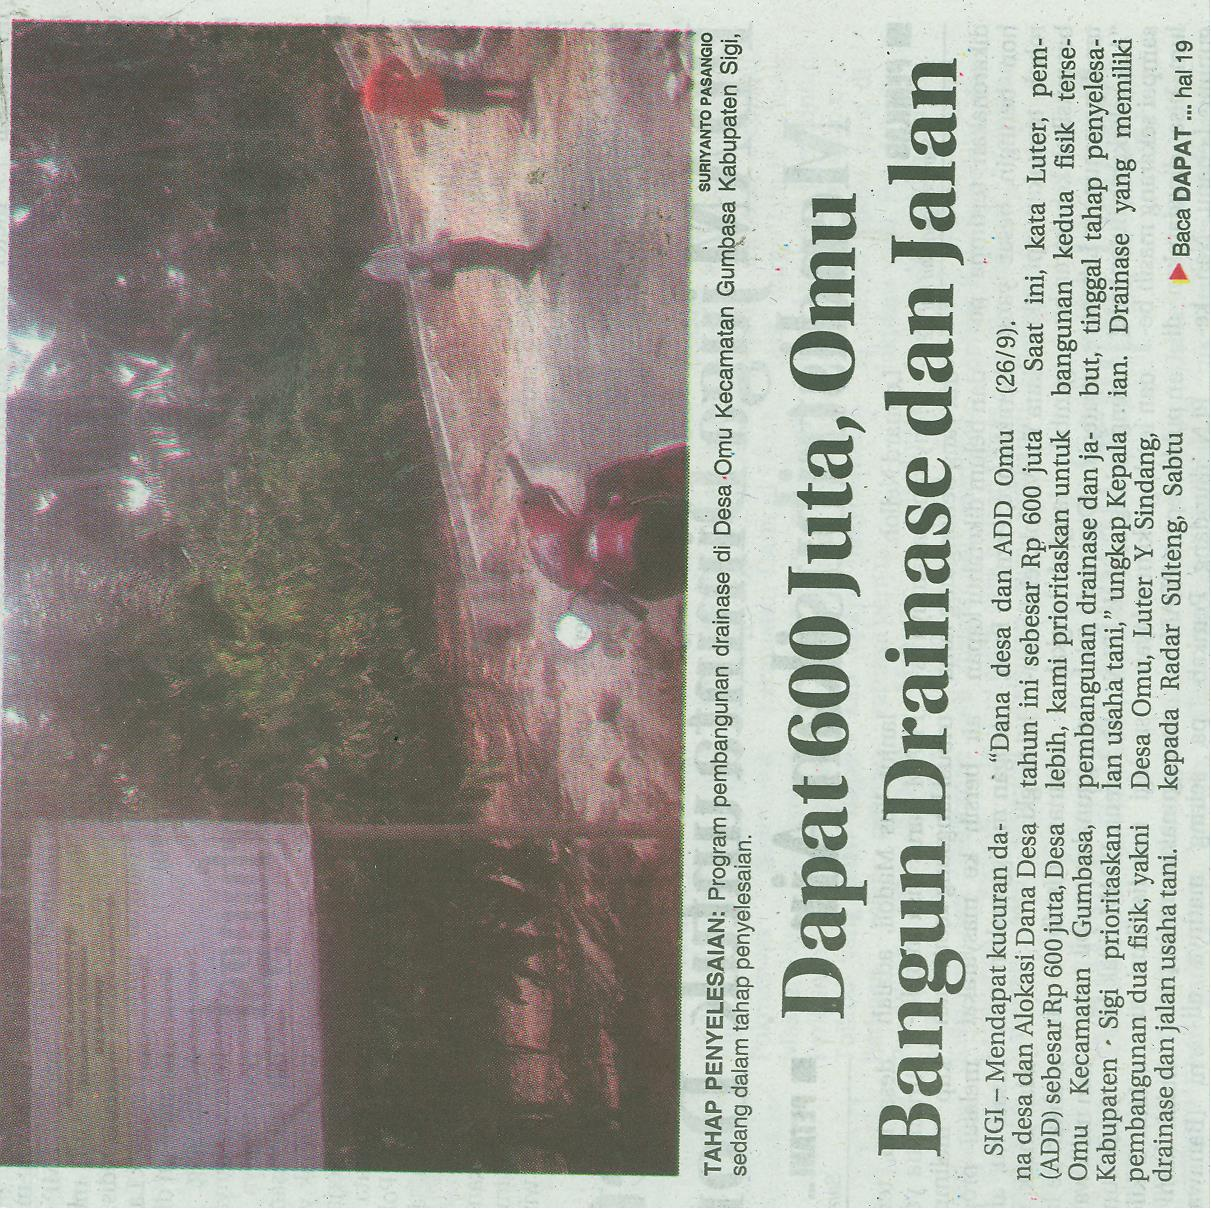 SURIYANTO PASANGIO
TAHAP PENYELESAIAN: Program pembangunan drainase di Desa Omu Kecamatan Gumbasa Kabupaten Sigi,
sedang dalam tahap penyelesaian.
Dapat 600 Juta, Omu
Bangun Drainase dan Jalan
SIGI – Mendapat kucuran da-
na desa dan Alokasi Dana Desa
(ADD) sebesar Rp 600 juta, Desa
Omu Kecamatan Gumbasa,
Kabupaten Sigi prioritaskan
pembangunan dua fisik, yakni
drainase dan jalan usaha tani.
“Dana desa dan ADD Omu
tahun ini sebesar Rp 600 juta
lebih, kami prioritaskan untuk
pembangunan drainase dan ja-
lan usaha tani,” ungkap Kepala
Desa Omu, Luter Y Sindang,
kepada Radar Sulteng, Sabtu
(26/9).
Saat ini, kata Luter, pem-
bangunan kedua fisik terse-
but, tinggal tahap penyelesa-
ian. Drainase yang memiliki
Baca DAPAT ... hal 19